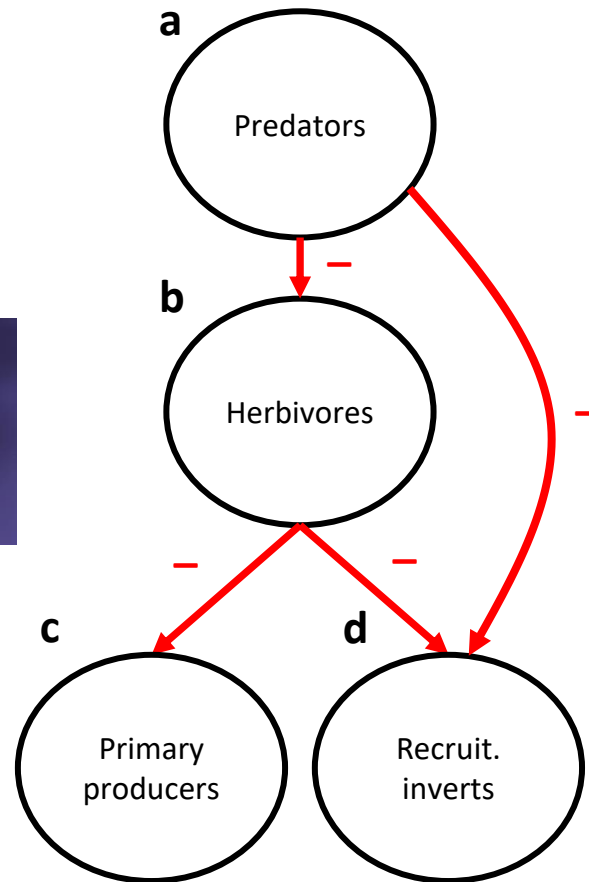 a
Predators
–
b
Herbivores
–
–
–
c
d
Primary
producers
Recruit.
inverts